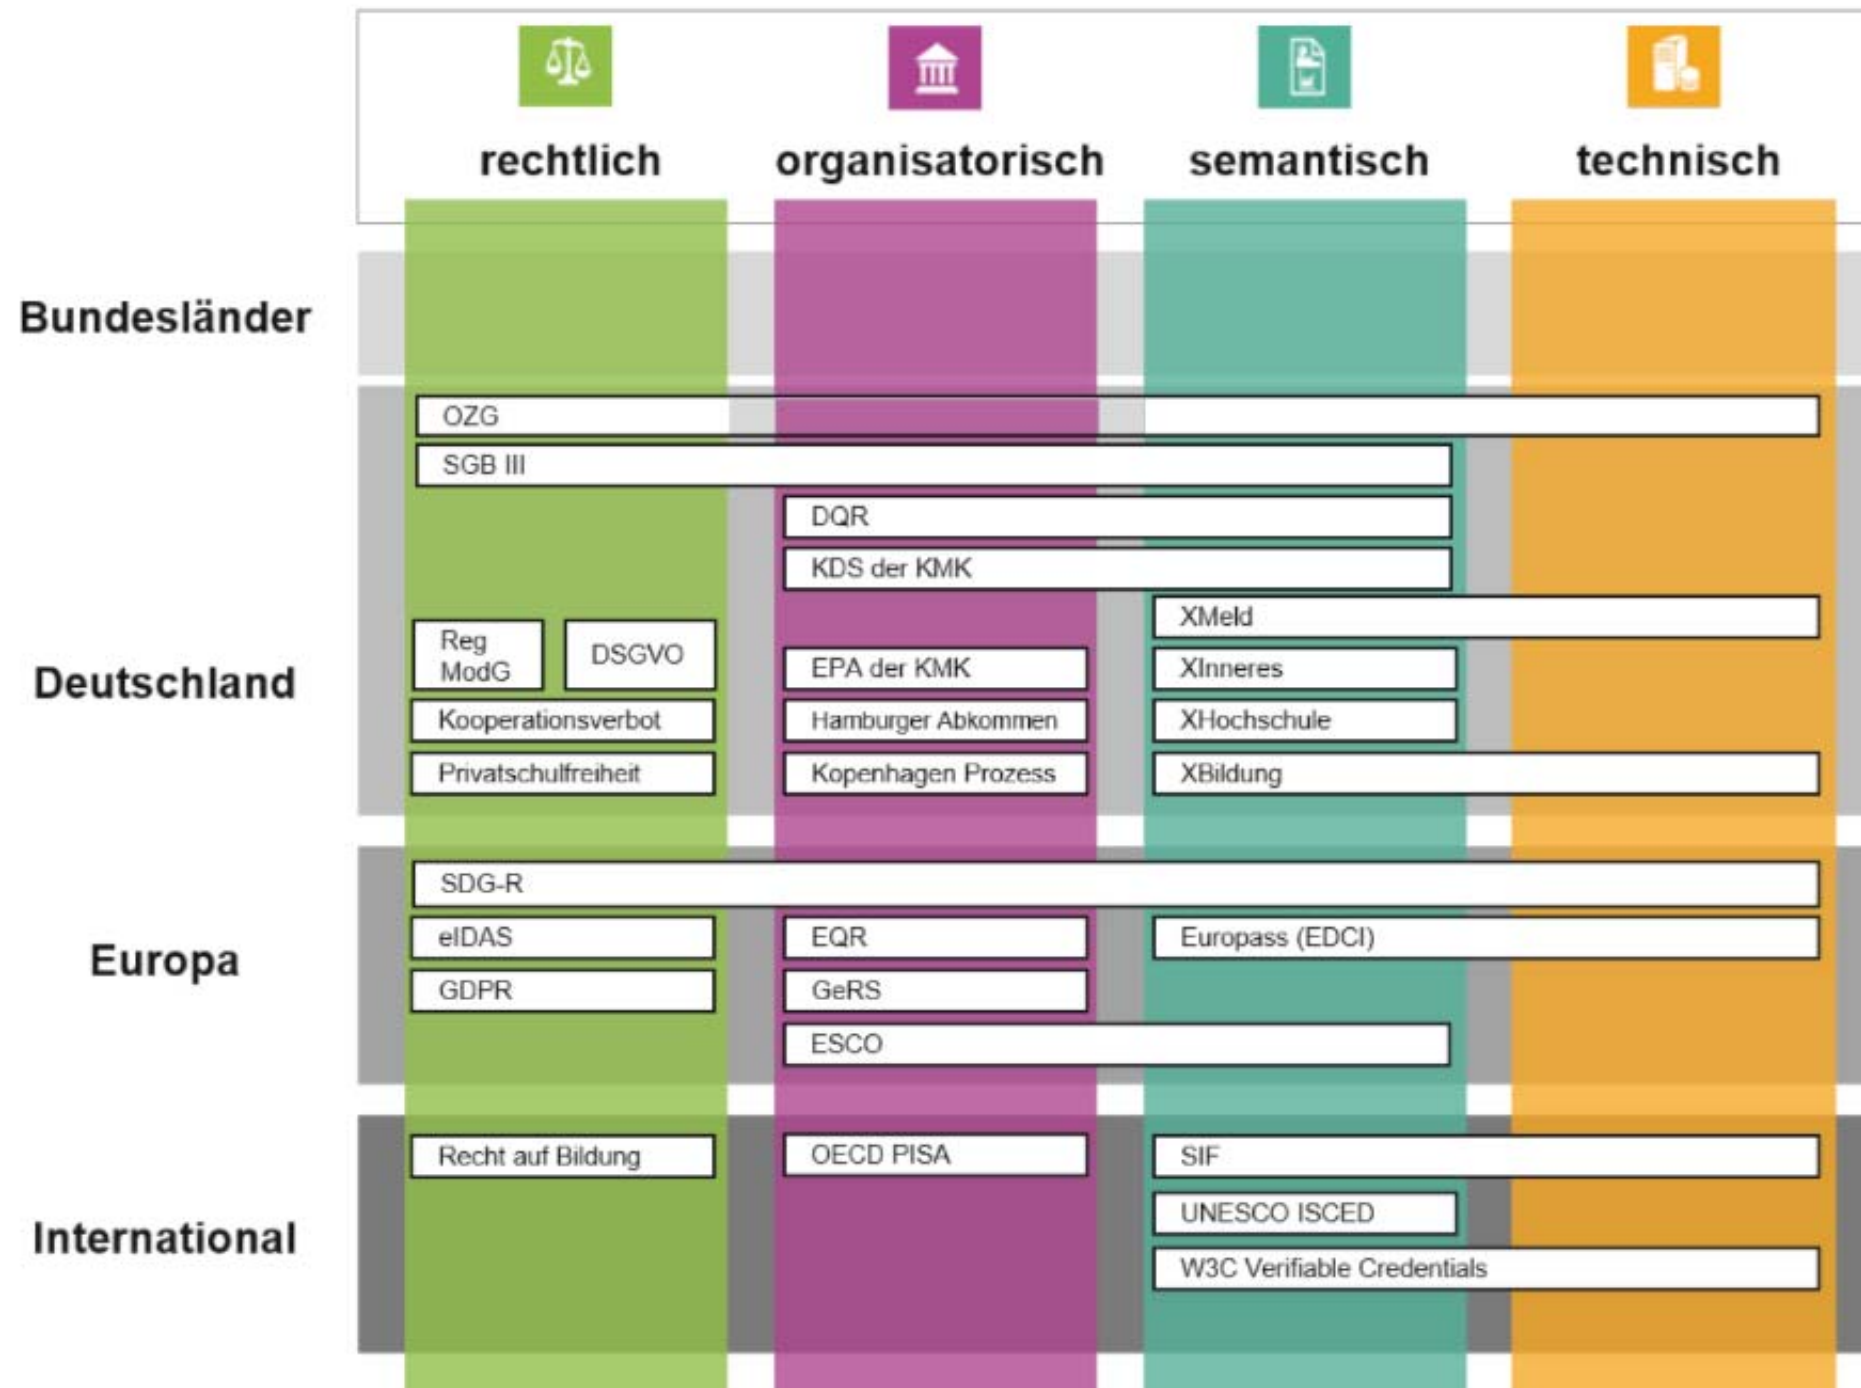 rechtlich organisatorisch semantisch technisch
Bundesländer
OZG
SGB III
DQR
KDS der KMK
XMeld
Reg
ModG
DSGVO
EPA der KMK
XInneres
Deutschland
Kooperationsverbot
Hamburger Abkommen
XHochschule
Privatschulfreiheit
Kopenhagen Prozess
XBildung
SDG-R
Europa
eIDAS
EQR
Europass (EDCI)
GDPR
GeRS
ESCO
Recht auf Bildung
OECD PISA
SIF
International
UNESCO ISCED
W3C Verifiable Credentials